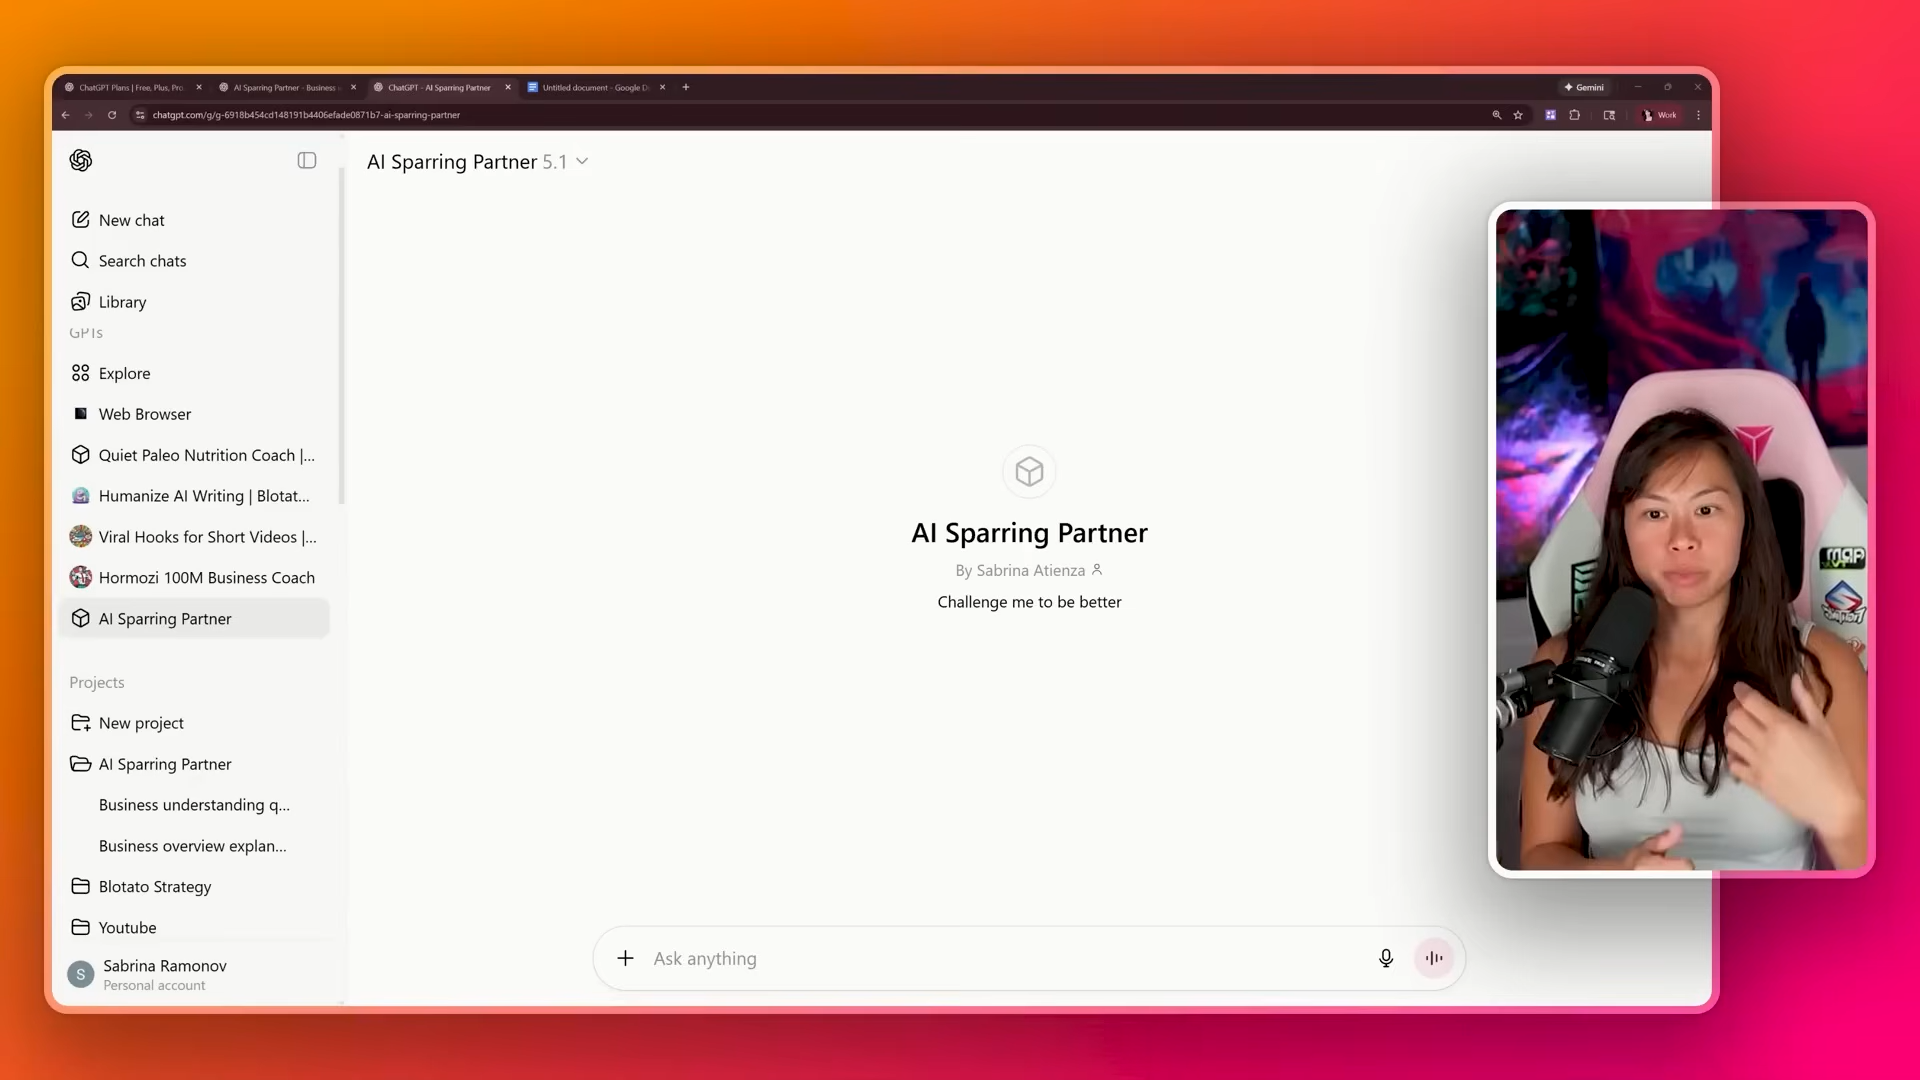 ChatGPT Plans | Free, Plus, Pro
AI Sparring Partner - Business
ChatGPT - AI Sparring Partner
Untitled document - Google D
Gemini
chatgpt.com/g/g-6918b454cd148191b4406efade0871b7-ai-sparring-partner
Work
AI Sparring Partner 5.1
New chat
Search chats
Library
GPTs
Explore
Web Browser
Quiet Paleo Nutrition Coach |...
Humanize AI Writing | Blotat...
Viral Hooks for Short Videos |...
Hormozi 100M Business Coach
AI Sparring Partner
Projects
New project
AI Sparring Partner
Business understanding q...
Business overview explan...
Blotato Strategy
Youtube
S
Sabrina Ramonov
Personal account
AI Sparring Partner
By Sabrina Atienza
Challenge me to be better
Ask anything